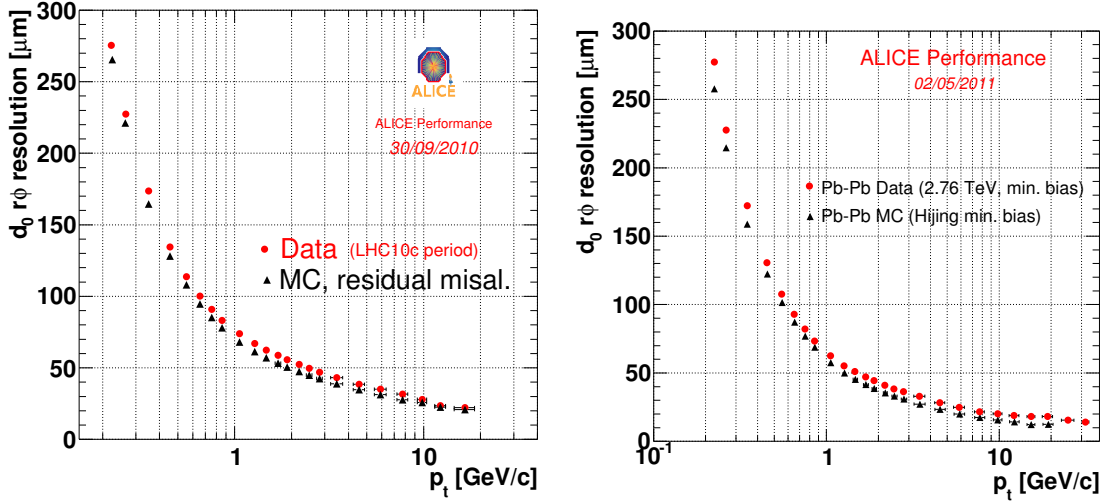 d₀ rϕ resolution [µm]
300
250
200
150
100
50
0
ALICE
ALICE Performance
30/09/2010
Data (LHC10c period)
MC, residual misal.
1
10
pₜ [GeV/c]
d₀ rϕ resolution [µm]
300
250
200
150
100
50
0
ALICE Performance
02/05/2011
Pb-Pb Data (2.76 TeV, min. bias)
Pb-Pb MC (Hijing min. bias)
10⁻¹
1
10
pₜ [GeV/c]